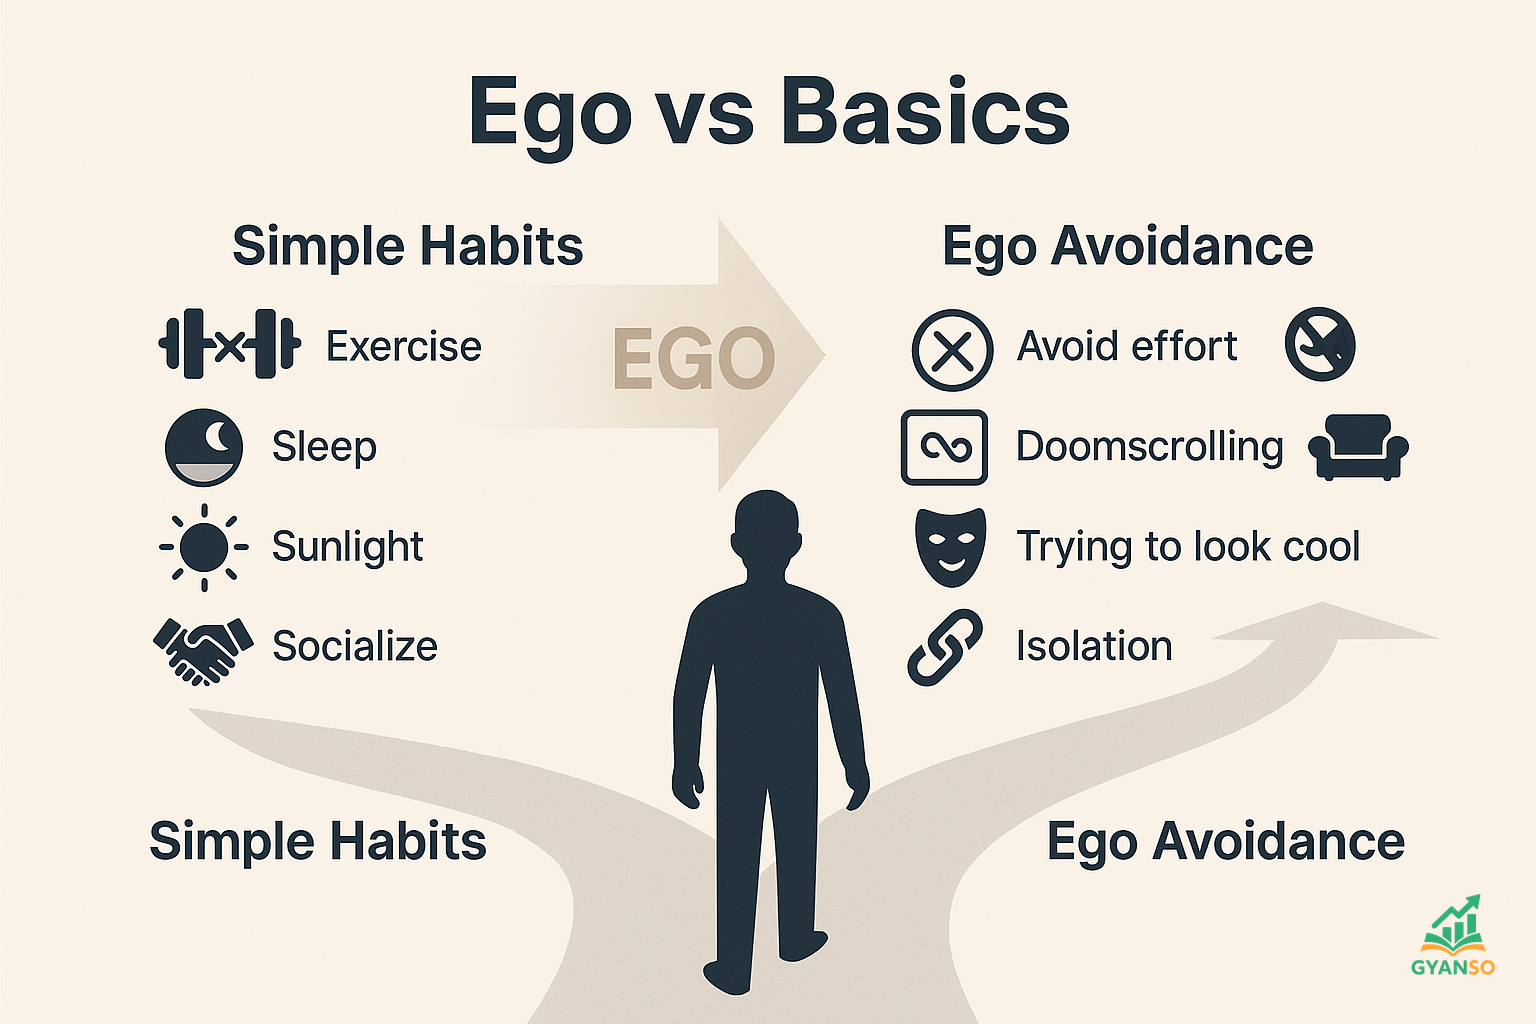 Ego vs Basics
Simple Habits
Exercise
Sleep
Sunlight
Socialize
EGO
Ego Avoidance
Avoid effort
Doomscrolling
Trying to look cool
Isolation
Simple Habits
Ego Avoidance
GYANSO